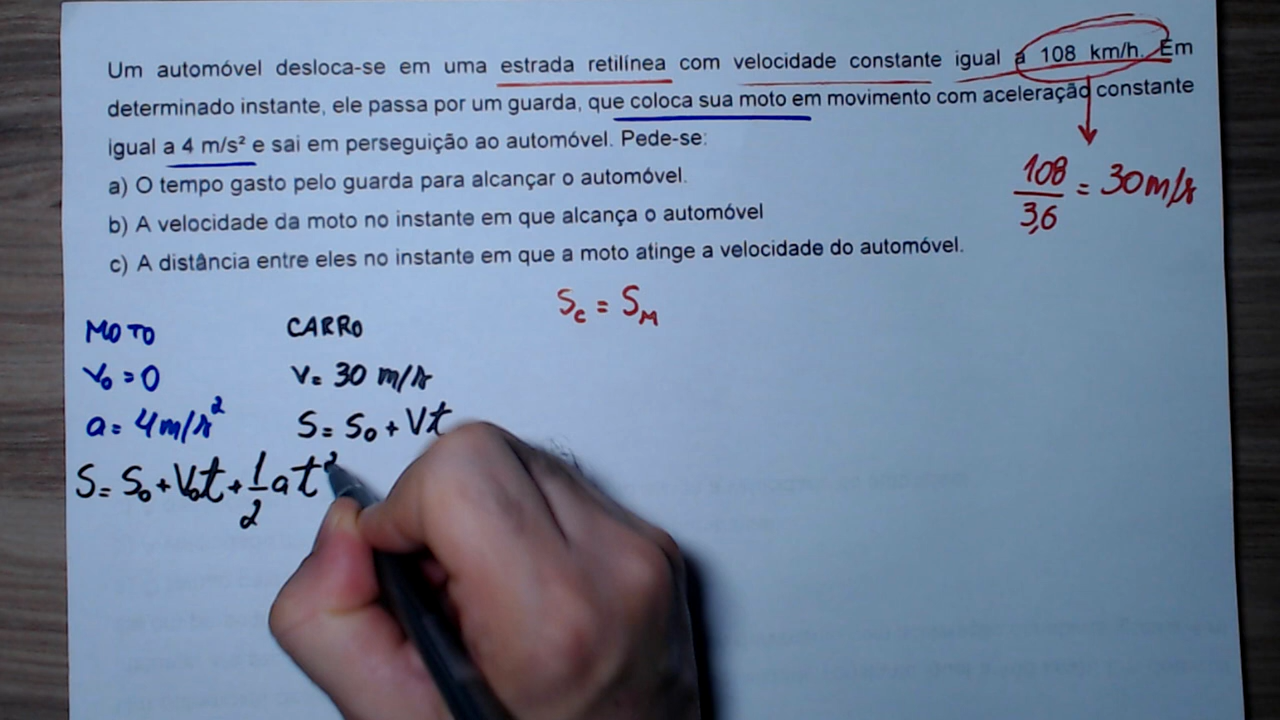 Um automóvel desloca-se em uma estrada retilínea com velocidade constante igual a 108 km/h. Em
determinado instante, ele passa por um guarda, que coloca sua moto em movimento com aceleração constante
igual a 4 m/s² e sai em perseguição ao automóvel. Pede-se:
a) O tempo gasto pelo guarda para alcançar o automóvel.
b) A velocidade da moto no instante em que alcança o automóvel
c) A distância entre eles no instante em que a moto atinge a velocidade do automóvel.
108/3,6 = 30 m/s
Sc = SM
MOTO CARRO
V₀ = 0 V = 30 m/s
a = 4 m/s² S = S₀ + Vt
S = S₀ + V₀t + 1/2 at²